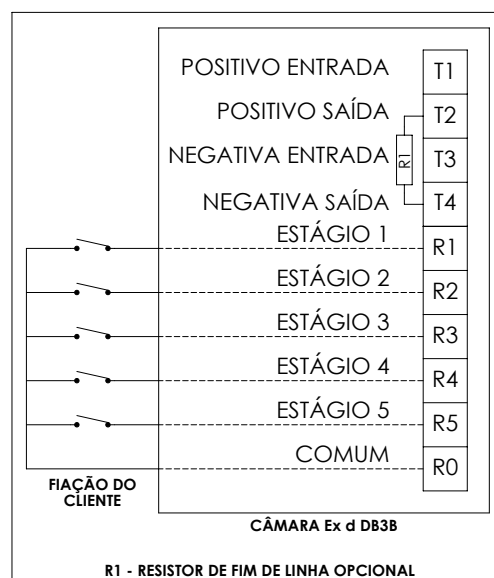 POSITIVO ENTRADA T1
POSITIVO SAÍDA T2
NEGATIVA ENTRADA R1 T3
NEGATIVA SAÍDA T4
ESTÁGIO 1 R1
ESTÁGIO 2 R2
ESTÁGIO 3 R3
ESTÁGIO 4 R4
ESTÁGIO 5 R5
COMUM R0
FIAÇÃO DO
CLIENTE
CÂMARA Ex d DB3B
R1 - RESISTOR DE FIM DE LINHA OPCIONAL